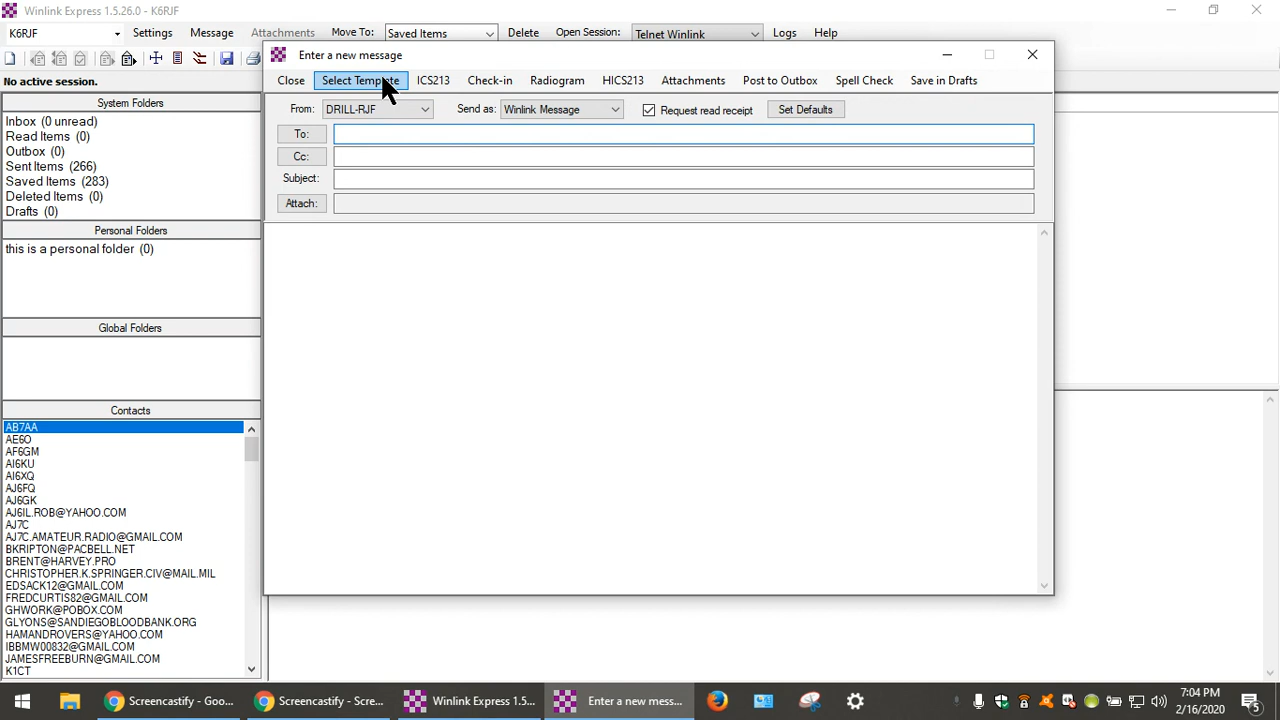 Winlink Express 1.5.26.0 - K6RJF
K6RJF Settings Message Attachments Move To: Saved Items Delete Open Session: Telnet Winlink Logs Help
No active session.
System Folders
Inbox (0 unread)
Read Items (0)
Outbox (0)
Sent Items (266)
Saved Items (283)
Deleted Items (0)
Drafts (0)
Personal Folders
this is a personal folder (0)
Global Folders
Contacts
AB7AA
AE6O
AF6GM
AI6KU
AI6XQ
AJ6FQ
AJ6GK
AJ6IL.ROB@YAHOO.COM
AJ7C
AJ7C.AMATEUR.RADIO@GMAIL.COM
BKRIPTON@PACBELL.NET
BRENT@HARVEY.PRO
CHRISTOPHER.K.SPRINGER.CIV@MAIL.MIL
EDSACK12@GMAIL.COM
FREDCURTIS82@GMAIL.COM
GHWORK@POBOX.COM
GLYONS@SANDIEGOBLOODBANK.ORG
HAMANDROVERS@YAHOO.COM
IBBMW00832@GMAIL.COM
JAMESFREEBURN@GMAIL.COM
K1CT
Enter a new message
Close Select Template ICS213 Check-in Radiogram HICS213 Attachments Post to Outbox Spell Check Save in Drafts
From: DRILL-RJF Send as: Winlink Message Request read receipt Set Defaults
To:
Cc:
Subject:
Attach:
Screencastify - Goo... Screencastify - Scre... Winlink Express 1.5... Enter a new mess... 7:04 PM
2/16/2020 5